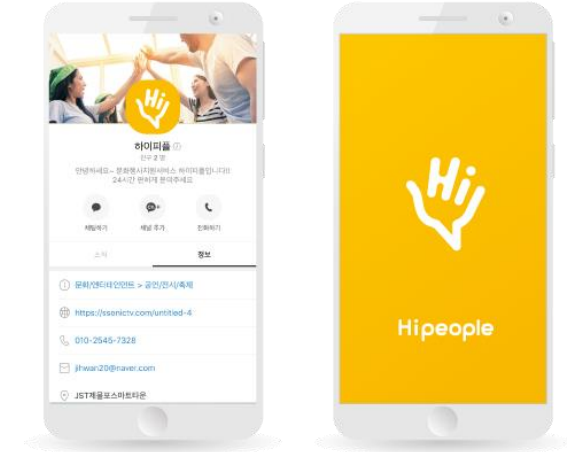 Hi
하이피플
친구 2 명
안녕하세요~ 문화행사지원서비스 하이피플입니다!!
24시간 편하게 문의주세요
채팅하기
채널 추가
전화하기
소식
정보
문화/엔터테인먼트 > 공연/전시/축제
https://ssenictv.com/untitled-4
010-2545-7328
jihwan20@naver.com
JST제물포스마트타운
Hi
Hipeople